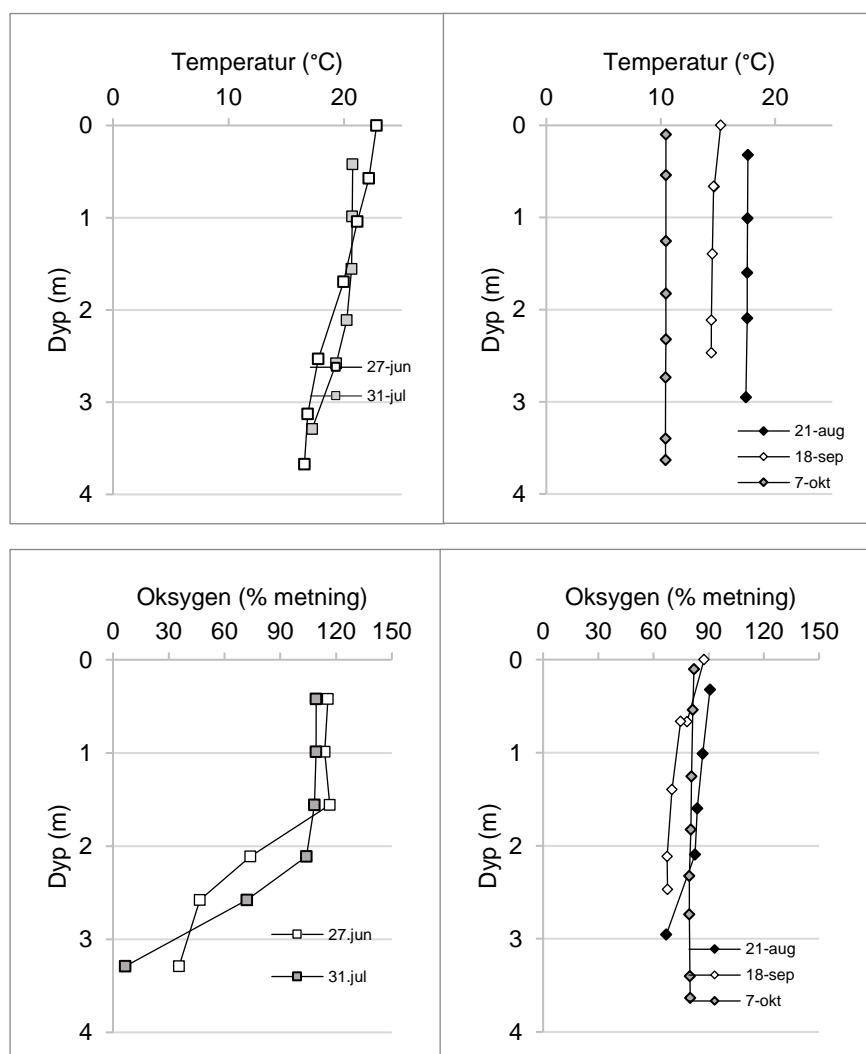 Temperatur (°C)
0 10 20
0
1
2
3
4
Dyp (m)
27-jun
31-jul
Temperatur (°C)
0 10 20
0
1
2
3
4
Dyp (m)
21-aug
18-sep
7-okt
Oksygen (% metning)
0 30 60 90 120 150
0
1
2
3
4
Dyp (m)
27.jun
31.jul
Oksygen (% metning)
0 30 60 90 120 150
0
1
2
3
4
Dyp (m)
21-aug
18-sep
7-okt